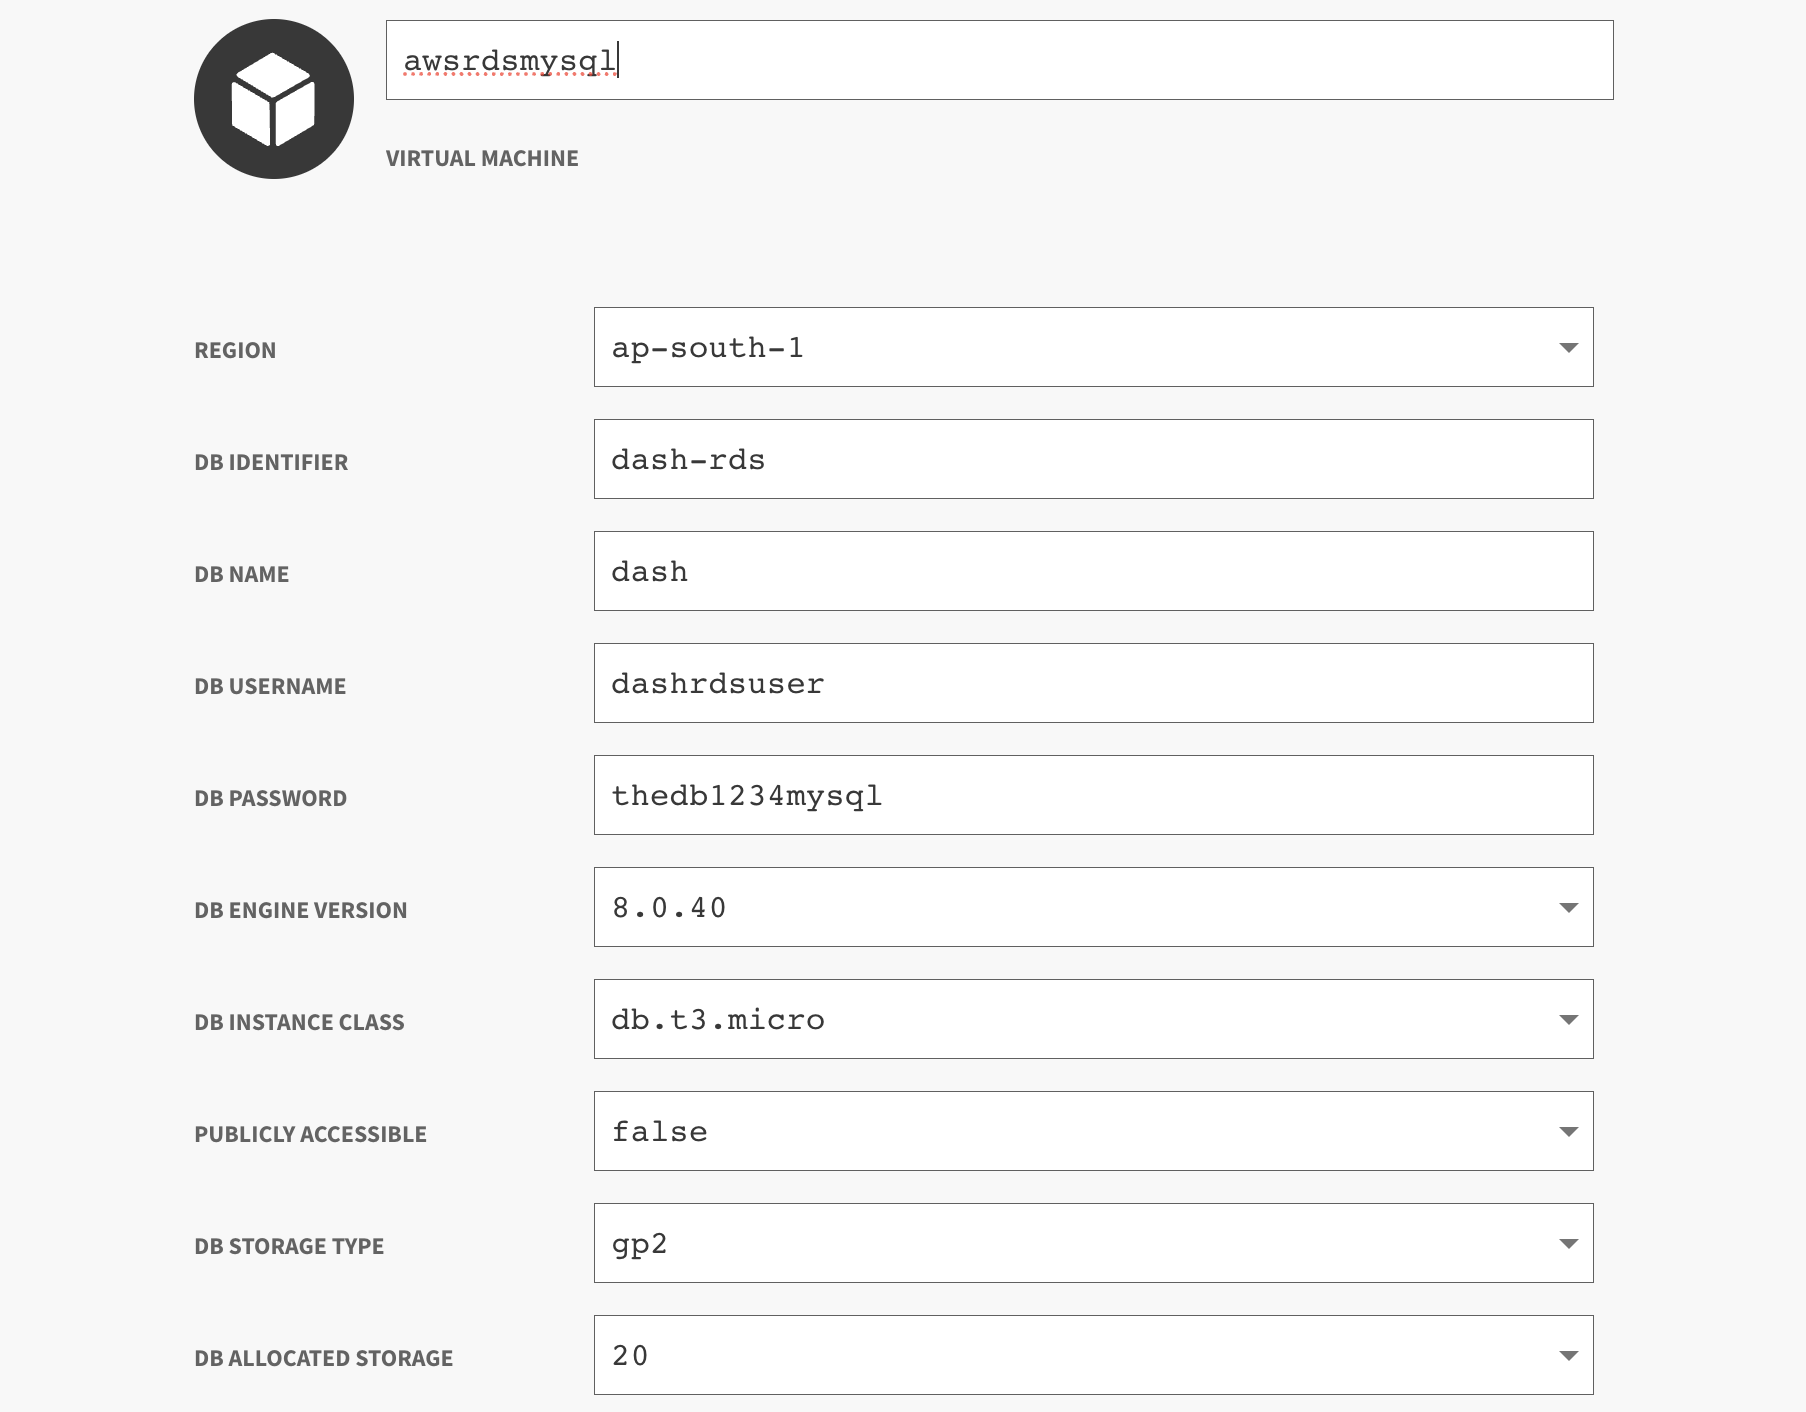 awsrdsmysql
VIRTUAL MACHINE
REGION
ap-south-1
DB IDENTIFIER
dash-rds
DB NAME
dash
DB USERNAME
dashrdsuser
DB PASSWORD
thedb1234mysql
DB ENGINE VERSION
8.0.40
DB INSTANCE CLASS
db.t3.micro
PUBLICLY ACCESSIBLE
false
DB STORAGE TYPE
gp2
DB ALLOCATED STORAGE
20